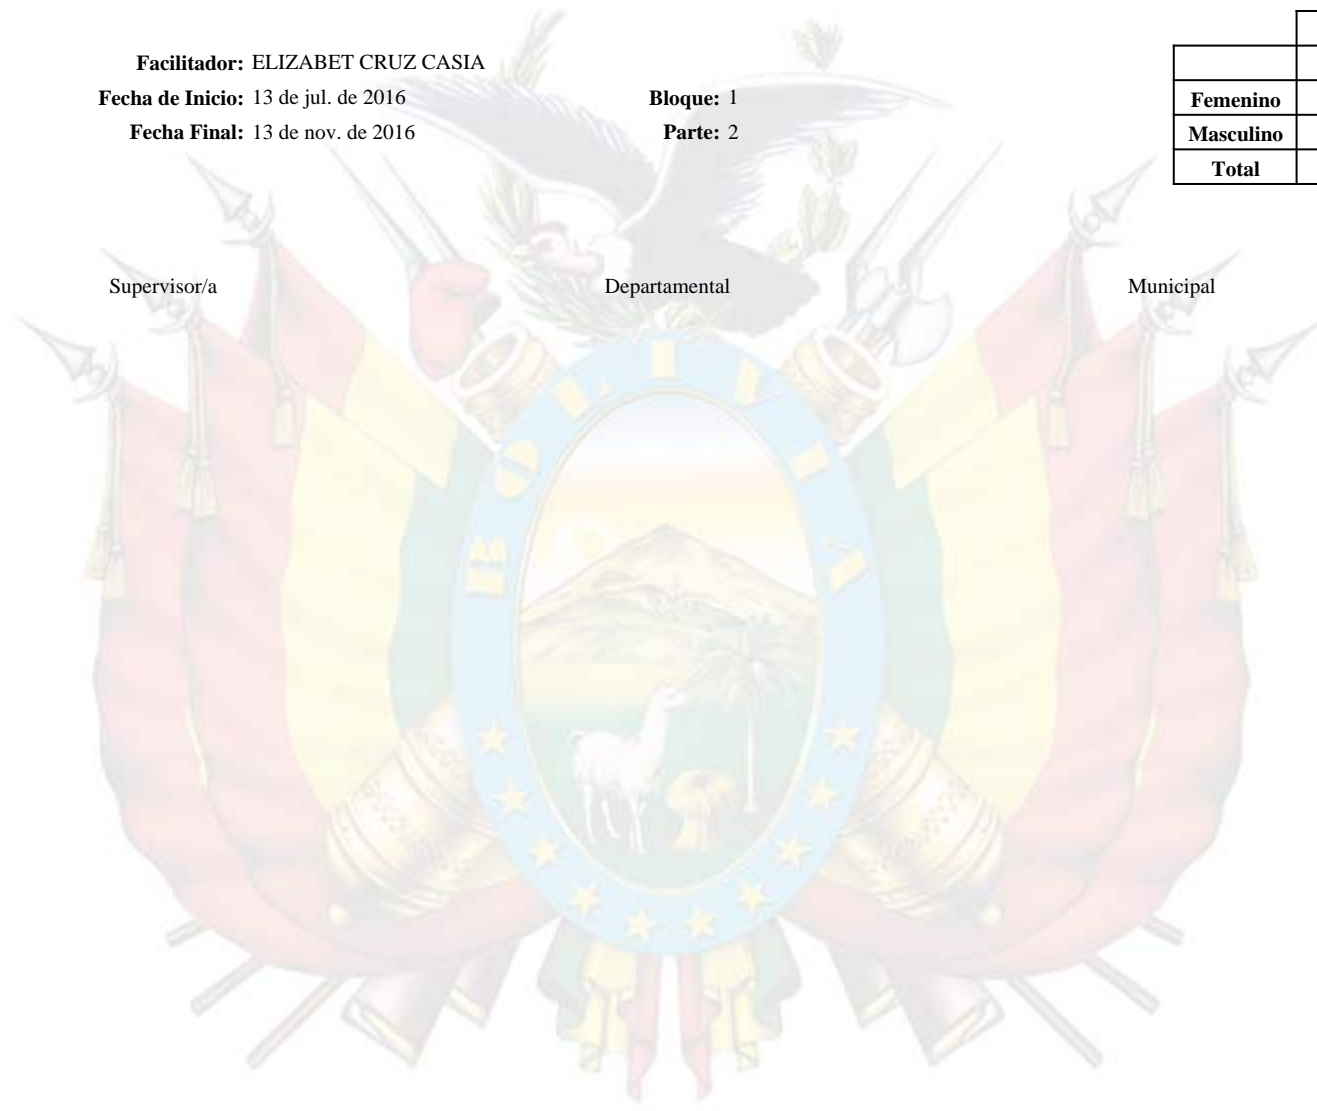 Facilitador: ELIZABET CRUZ CASIA
Fecha de Inicio: 13 de jul. de 2016 Bloque: 1
Fecha Final: 13 de nov. de 2016 Parte: 2
Femenino
Masculino
Total
Supervisor/a Departamental Municipal
BOLIVIA